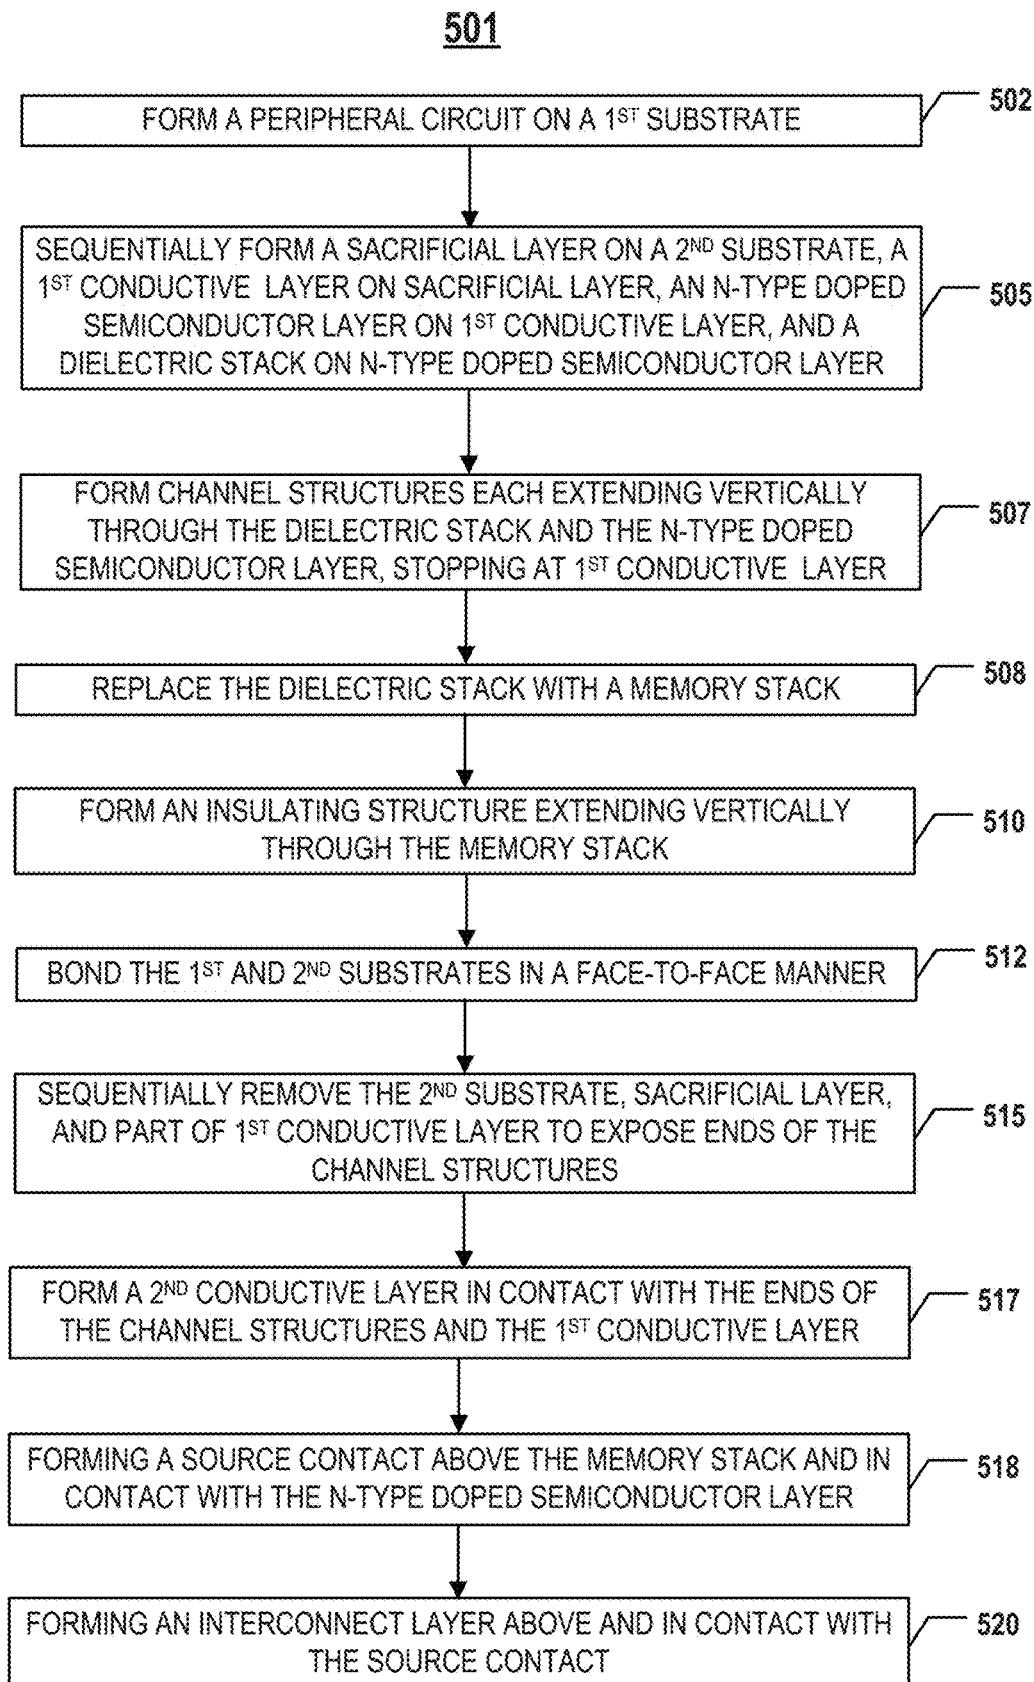 501
FORM A PERIPHERAL CIRCUIT ON A 1ST SUBSTRATE
502
SEQUENTIALLY FORM A SACRIFICIAL LAYER ON A 2ND SUBSTRATE, A
1ST CONDUCTIVE LAYER ON SACRIFICIAL LAYER, AN N-TYPE DOPED
SEMICONDUCTOR LAYER ON 1ST CONDUCTIVE LAYER, AND A
DIELECTRIC STACK ON N-TYPE DOPED SEMICONDUCTOR LAYER
505
FORM CHANNEL STRUCTURES EACH EXTENDING VERTICALLY
THROUGH THE DIELECTRIC STACK AND THE N-TYPE DOPED
SEMICONDUCTOR LAYER, STOPPING AT 1ST CONDUCTIVE LAYER
507
REPLACE THE DIELECTRIC STACK WITH A MEMORY STACK
508
FORM AN INSULATING STRUCTURE EXTENDING VERTICALLY
THROUGH THE MEMORY STACK
510
BOND THE 1ST AND 2ND SUBSTRATES IN A FACE-TO-FACE MANNER
512
SEQUENTIALLY REMOVE THE 2ND SUBSTRATE, SACRIFICIAL LAYER,
AND PART OF 1ST CONDUCTIVE LAYER TO EXPOSE ENDS OF THE
CHANNEL STRUCTURES
515
FORM A 2ND CONDUCTIVE LAYER IN CONTACT WITH THE ENDS OF
THE CHANNEL STRUCTURES AND THE 1ST CONDUCTIVE LAYER
517
FORMING A SOURCE CONTACT ABOVE THE MEMORY STACK AND IN
CONTACT WITH THE N-TYPE DOPED SEMICONDUCTOR LAYER
518
FORMING AN INTERCONNECT LAYER ABOVE AND IN CONTACT WITH
THE SOURCE CONTACT
520